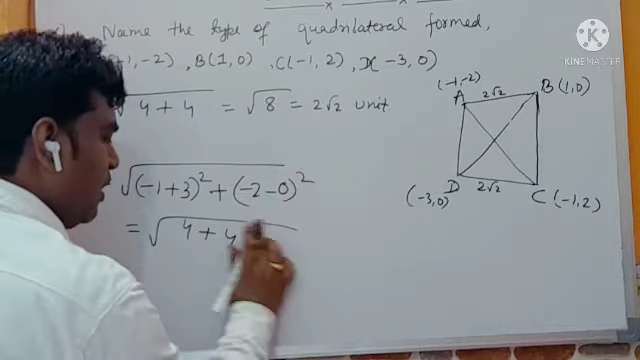 Name the type of quadrilateral formed,
-1,-2) , B(1,0) , C(-1,2) , D(-3,0)
√4+4 = √8 = 2√2 unit
√(-1+3)² + (-2-0)²
= √4+4
(-1,-2)
A
2√2
B (1,0)
(-3,0)
D
2√2
C (-1,2)
KINEMASTER